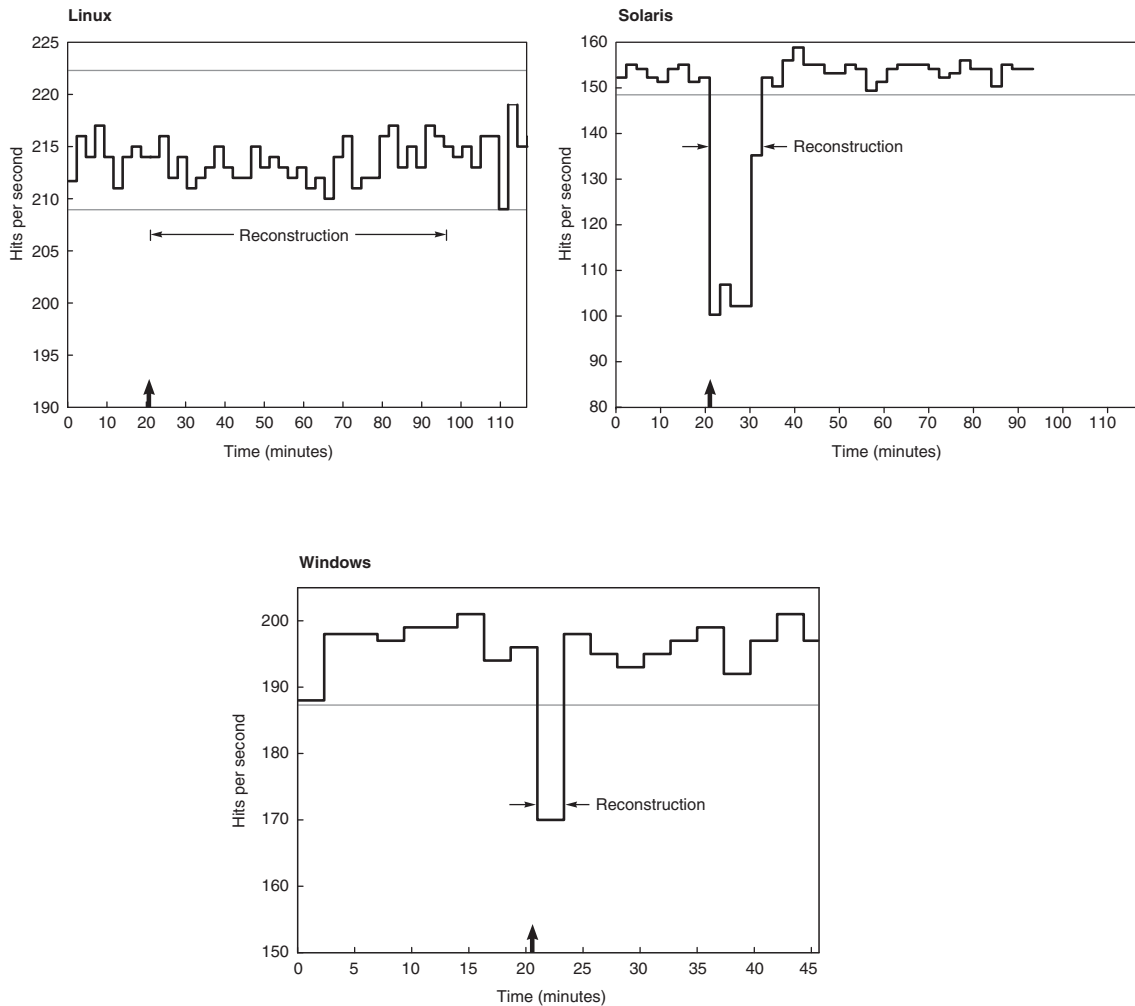 Linux
225
220
215
210
205
200
195
190
Hits per second
Reconstruction
0 10 20 30 40 50 60 70 80 90 100 110
Time (minutes)
Solaris
160
150
140
130
120
110
100
90
80
Hits per second
Reconstruction
0 10 20 30 40 50 60 70 80 90 100 110
Time (minutes)
Windows
200
190
180
170
160
150
Hits per second
Reconstruction
0 5 10 15 20 25 30 35 40 45
Time (minutes)